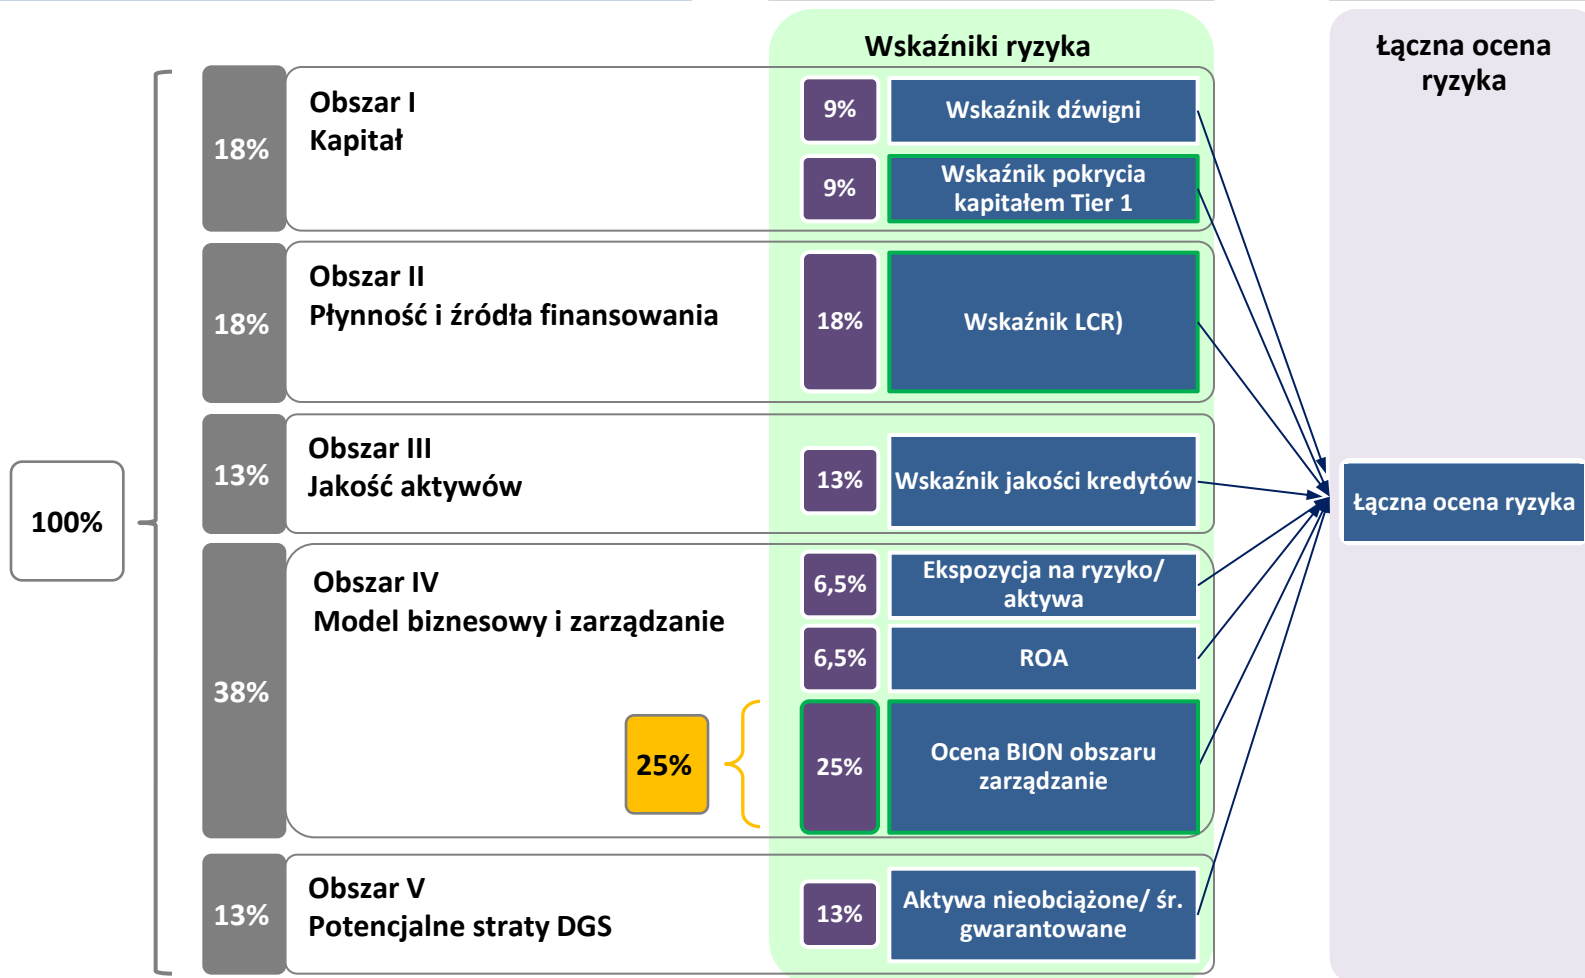 Wskaźniki ryzyka
Łączna ocena
ryzyka
100%
18%
Obszar I
Kapitał
9%
Wskaźnik dźwigni
9%
Wskaźnik pokrycia
kapitałem Tier 1
18%
Obszar II
Płynność i źródła finansowania
18%
Wskaźnik LCR)
13%
Obszar III
Jakość aktywów
13%
Wskaźnik jakości kredytów
38%
Obszar IV
Model biznesowy i zarządzanie
6,5%
Ekspozycja na ryzyko/
aktywa
6,5%
ROA
25%
25%
Ocena BION obszaru
zarządzanie
13%
Obszar V
Potencjalne straty DGS
13%
Aktywa nieobciążone/ śr.
gwarantowane
Łączna ocena ryzyka